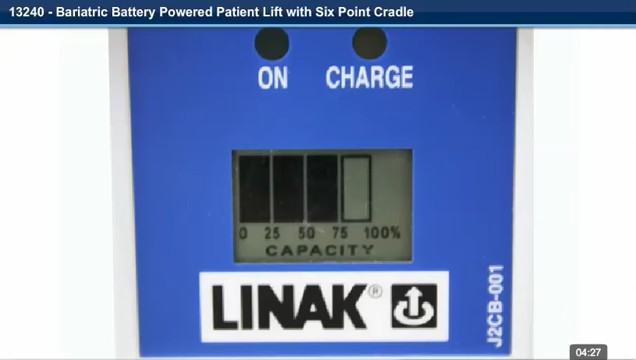 13240 - Bariatric Battery Powered Patient Lift with Six Point Cradle
ON CHARGE
0 25 50 75 100%
CAPACITY
LINAK®
J2CB-001
04:27